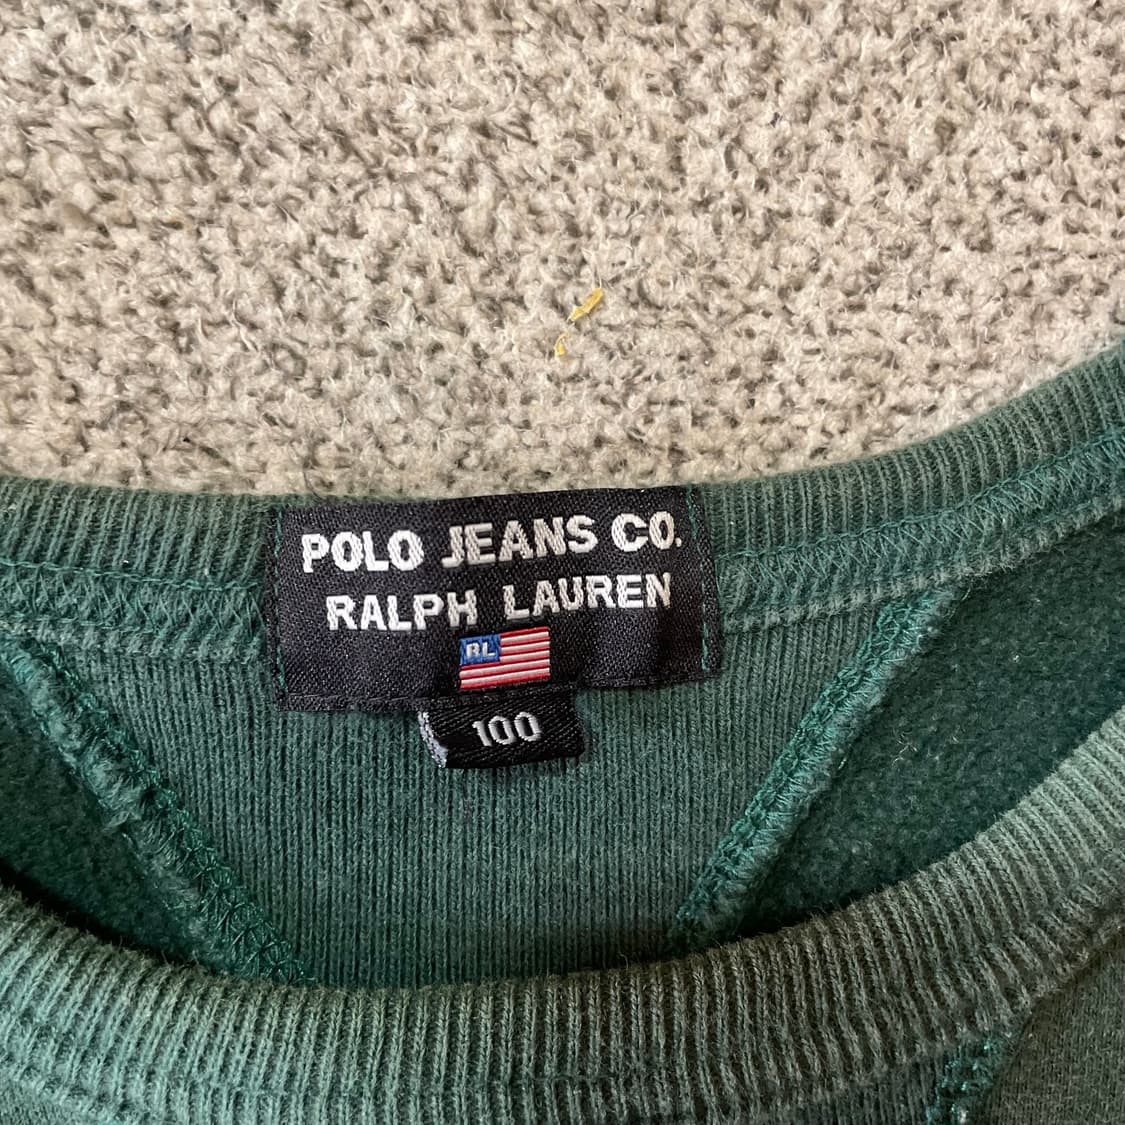 POLO JEANS CO.
RALPH LAUREN
RL
100